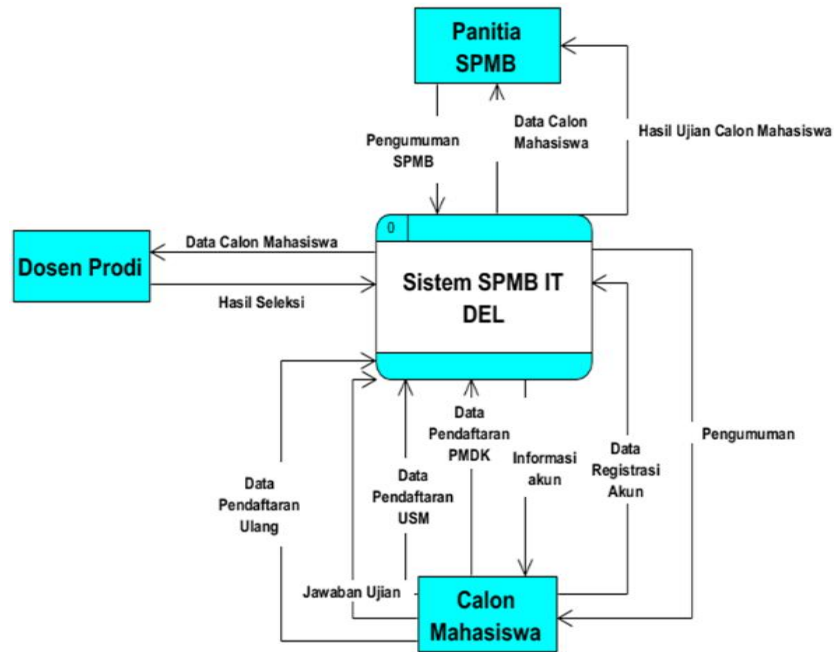 Panitia
SPMB
Pengumuman
SPMB
Data Calon
Mahasiswa
Hasil Ujian Calon Mahasiswa
0
Sistem SPMB IT
DEL
Dosen Prodi
Data Calon Mahasiswa
Hasil Seleksi
Data
Pendaftaran
Ulang
Jawaban Ujian
Data
Pendaftaran
USM
Data
Pendaftaran
PMDK
Informasi
akun
Data
Registrasi
Akun
Pengumuman
Calon
Mahasiswa